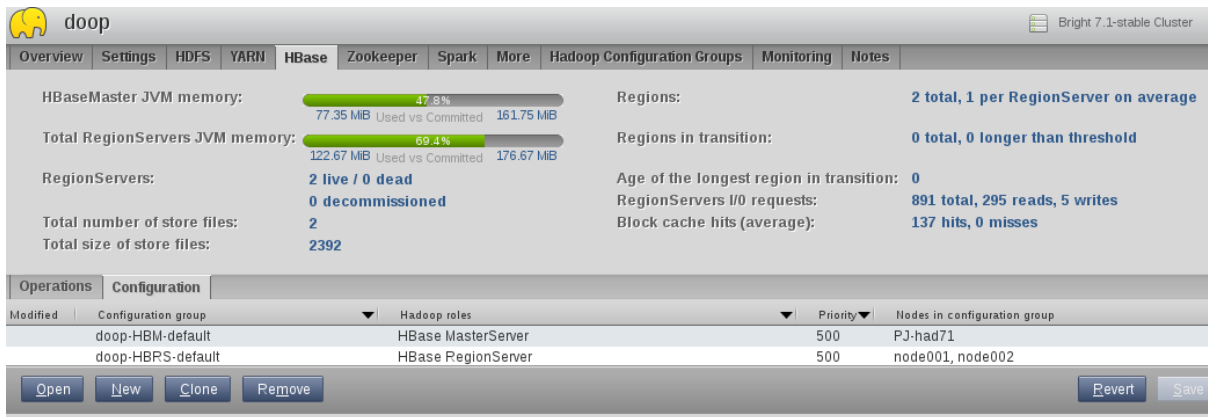 doop
Bright 7.1-stable Cluster
Overview Settings HDFS YARN HBase Zookeeper Spark More Hadoop Configuration Groups Monitoring Notes
HBaseMaster JVM memory: 47.8% Regions: 2 total, 1 per RegionServer on average
77.35 MiB Used vs Committed 161.75 MiB
Total RegionServers JVM memory: 69.4% Regions in transition: 0 total, 0 longer than threshold
122.67 MiB Used vs Committed 176.67 MiB
RegionServers: 2 live / 0 dead Age of the longest region in transition: 0
0 decommissioned RegionServers I/0 requests: 891 total, 295 reads, 5 writes
Total number of store files: 2 Block cache hits (average): 137 hits, 0 misses
Total size of store files: 2392
Operations Configuration
Modified Configuration group Hadoop roles Priority Nodes in configuration group
doop-HBM-default HBase MasterServer 500 PJ-had71
doop-HBRS-default HBase RegionServer 500 node001, node002
Open New Clone Remove Revert Save